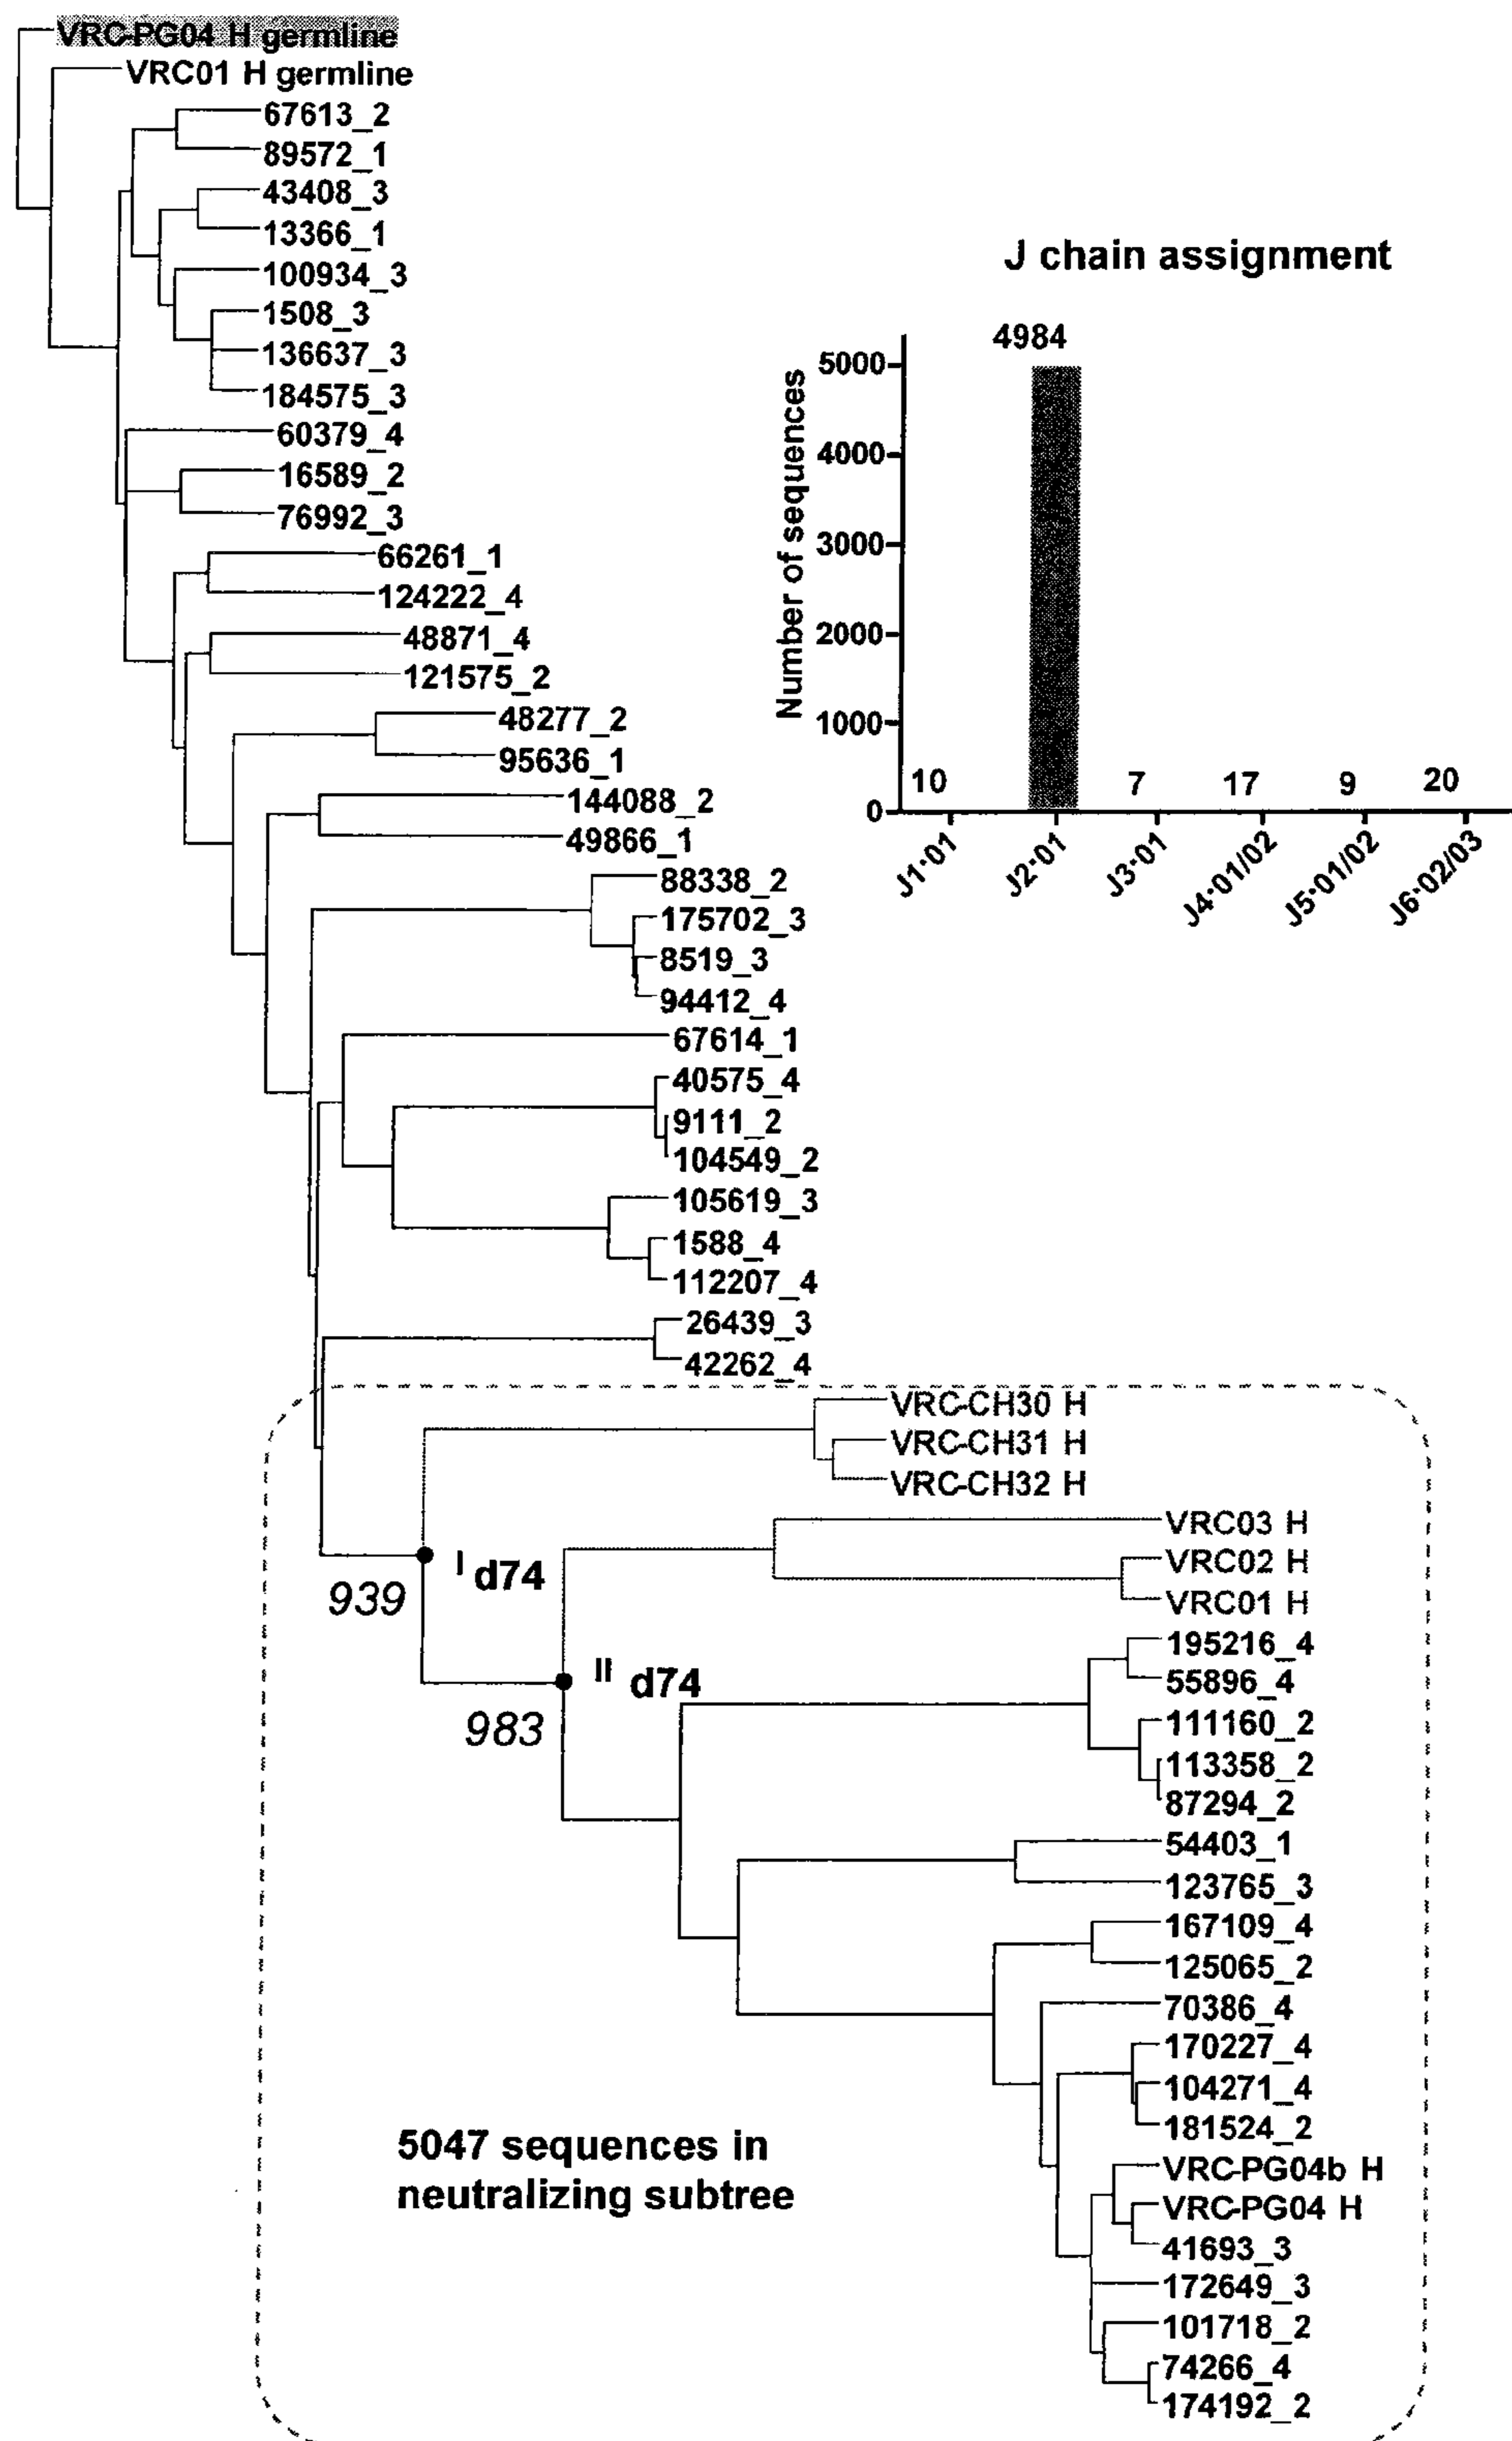 VRC-PG04 H germline
VRC01 H germline
67613_2
89572_1
43408_3
13366_1
100934_3
1508_3
136637_3
184575_3
60379_4
16589_2
76992_3
66261_1
124222_4
48871_4
121575_2
48277_2
95636_1
144088_2
49866_1
88338_2
175702_3
8519_3
94412_4
67614_1
40575_4
9111_2
104549_2
105619_3
1588_4
112207_4
26439_3
42262_4
VRC-CH30 H
VRC-CH31 H
VRC-CH32 H
VRC03 H
VRC02 H
VRC01 H
195216_4
55896_4
111160_2
113358_2
87294_2
54403_1
123765_3
167109_4
125065_2
70386_4
170227_4
104271_4
181524_2
VRC-PG04b H
VRC-PG04 H
41693_3
172649_3
101718_2
74266_4
174192_2
I d74
939
II d74
983
5047 sequences in
neutralizing subtree
J chain assignment
Number of sequences
5000
4000
3000
2000
1000
0
10
4984
7
17
9
20
J1*01
J2*01
J3*01
J4*01/02
J5*01/02
J6*02/03